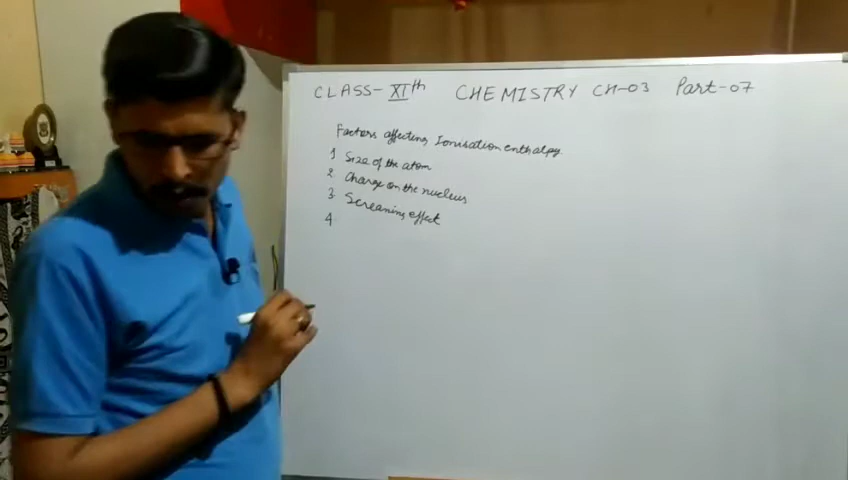 CLASS- XIth CHEMISTRY CH-03 Part-07
Factors affecting Ionisation enthalpy
1 Size of the atom
2 Charge on the nucleus
3 Screaning effect
4